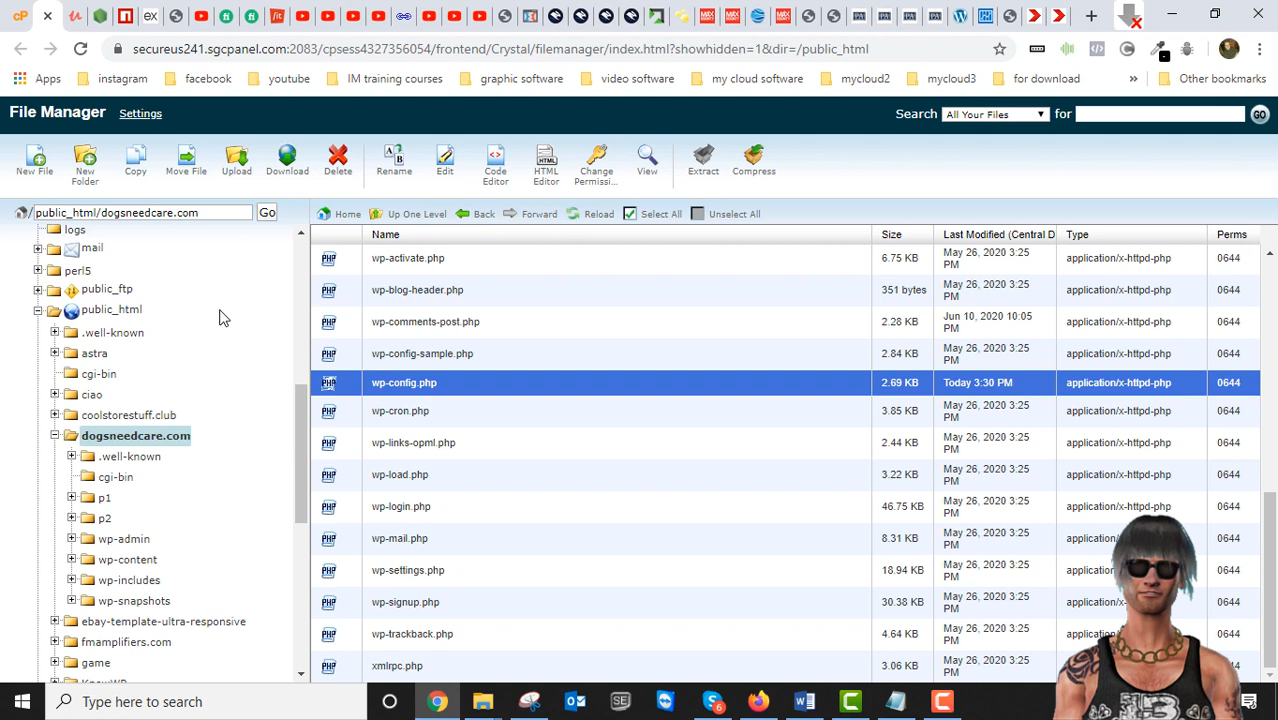 secureus241.sgcpanel.com:2083/cpsess4327356054/frontend/Crystal/filemanager/index.html?showhidden=1&dir=/public_html
Apps instagram facebook youtube IM training courses graphic software video software my cloud software mycloud2 mycloud3 for download » Other bookmarks
File Manager Settings Search All Your Files for GO
New File New Folder Copy Move File Upload Download Delete Rename Edit Code Editor HTML Editor Change Permissi... View Extract Compress
/ public_html/dogsneedcare.com Go Home Up One Level Back Forward Reload Select All Unselect All
logs
mail
perl5
public_ftp
public_html
.well-known
astra
cgi-bin
ciao
coolstorestuff.club
dogsneedcare.com
.well-known
cgi-bin
p1
p2
wp-admin
wp-content
wp-includes
wp-snapshots
ebay-template-ultra-responsive
fmamplifiers.com
game
Name Size Last Modified (Central D Type Perms
wp-activate.php 6.75 KB May 26, 2020 3:25 PM application/x-httpd-php 0644
wp-blog-header.php 351 bytes May 26, 2020 3:25 PM application/x-httpd-php 0644
wp-comments-post.php 2.28 KB Jun 10, 2020 10:05 PM application/x-httpd-php 0644
wp-config-sample.php 2.84 KB May 26, 2020 3:25 PM application/x-httpd-php 0644
wp-config.php 2.69 KB Today 3:30 PM application/x-httpd-php 0644
wp-cron.php 3.85 KB May 26, 2020 3:25 PM application/x-httpd-php 0644
wp-links-opml.php 2.44 KB May 26, 2020 3:25 PM application/x-httpd-php 0644
wp-load.php 3.22 KB May 26, 2020 3:25 PM application/x-httpd-php 0644
wp-login.php 46.75 KB May 26, 2020 3:25 PM application/x-httpd-php 0644
wp-mail.php 8.31 KB May 26, 2020 3:25 PM application/x-httpd-php 0644
wp-settings.php 18.94 KB May 26, 2020 3:25 PM 0644
wp-signup.php 30.38 KB May 26, 2020 3:25 PM 0644
wp-trackback.php 4.64 KB May 26, 2020 3:25 PM 0644
xmlrpc.php 3.06 KB May 26, 2020 3:25 PM
Type here to search